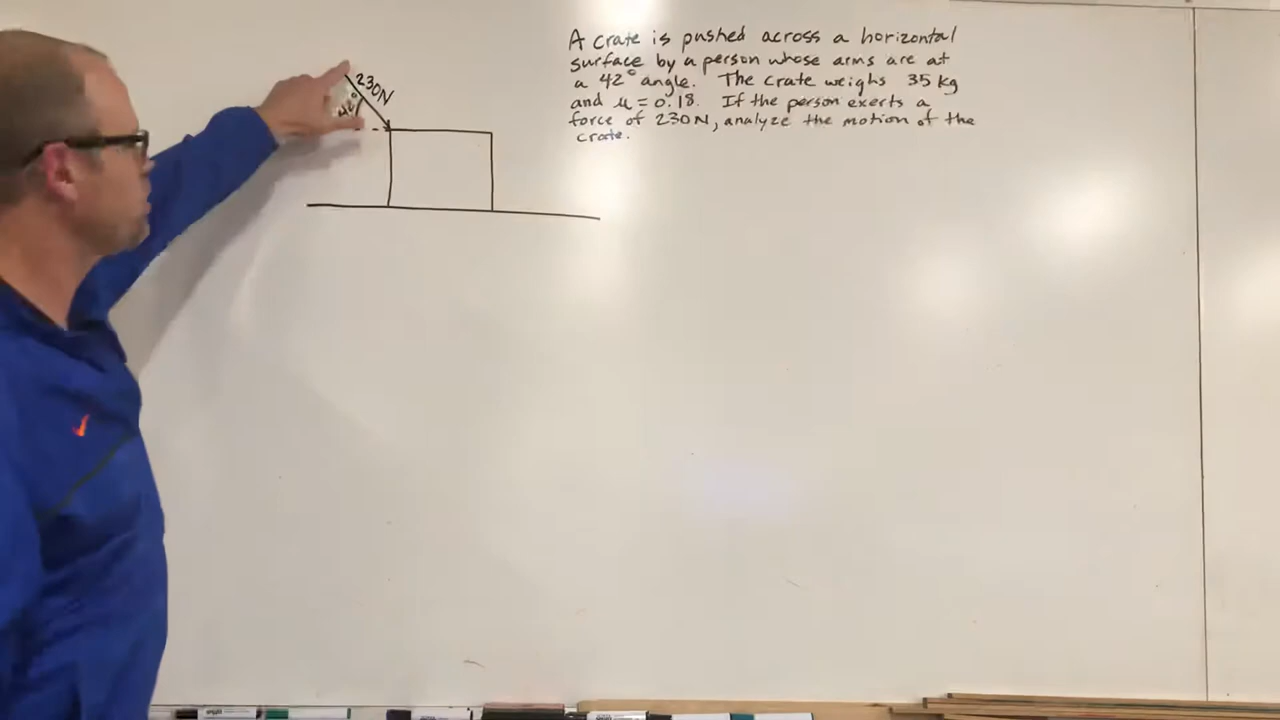 230N
42°
A crate is pushed across a horizontal
surface by a person whose arms are at
a 42° angle. The crate weighs 35 kg
and μ = 0.18. If the person exerts a
force of 230N, analyze the motion of the
crate.